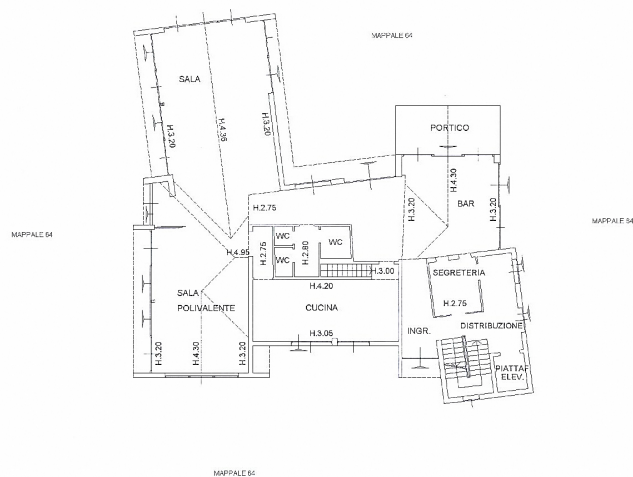 MAPPALE 64
SALA
H.3.20
H.4.35
H.3.20
PORTICO
H.4.30
H.3.20
BAR
H.3.20
H.2.75
MAPPALE 64
MAPPALE 64
WC
WC
WC
H.2.75
H.2.80
H.4.95
H.3.00
H.4.20
CUCINA
H.3.05
SALA
POLIVALENTE
H.3.20
H.4.30
H.3.20
SEGRETERIA
H.2.75
INGR.
DISTRIBUZIONE
PIATTAF.
ELEV.
MAPPALE 64